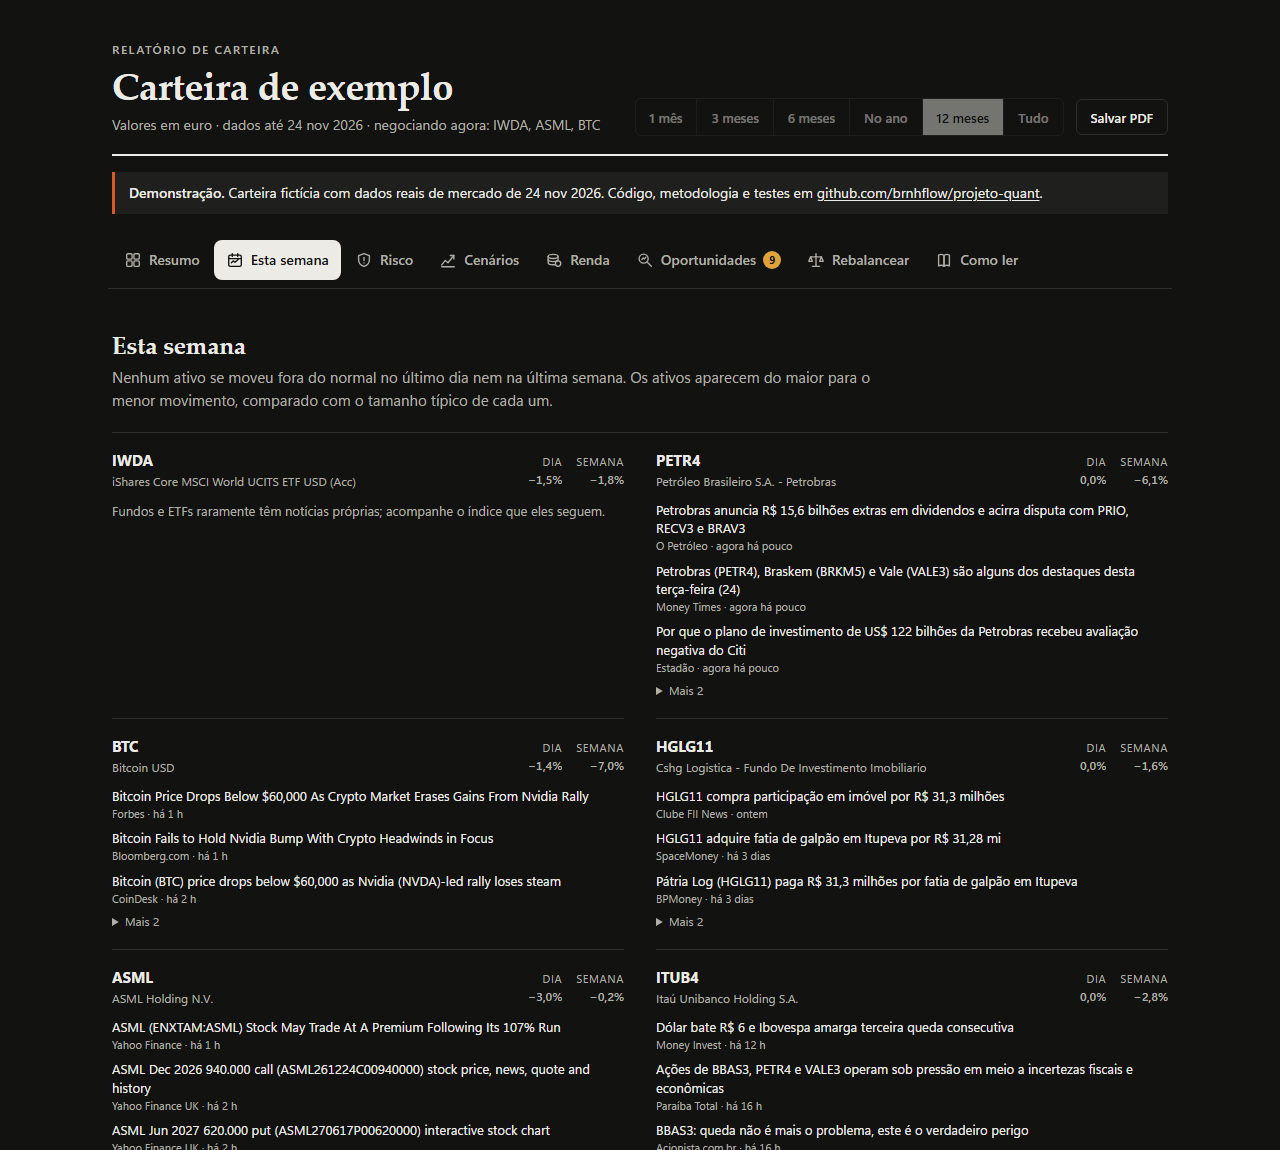 RELATÓRIO DE CARTEIRA
Carteira de exemplo
Valores em euro · dados até 24 nov 2026 · negociando agora: IWDA, ASML, BTC
1 mês
3 meses
6 meses
No ano
12 meses
Tudo
Salvar PDF
Demonstração. Carteira fictícia com dados reais de mercado de 24 nov 2026. Código, metodologia e testes em github.com/brnhflow/projeto-quant.
Resumo
Esta semana
Risco
Cenários
Renda
Oportunidades 9
Rebalancear
Como ler
Esta semana
Nenhum ativo se moveu fora do normal no último dia nem na última semana. Os ativos aparecem do maior para o
menor movimento, comparado com o tamanho típico de cada um.
IWDA
DIA SEMANA
iShares Core MSCI World UCITS ETF USD (Acc)
−1,5% −1,8%
Fundos e ETFs raramente têm notícias próprias; acompanhe o índice que eles seguem.
PETR4
DIA SEMANA
Petróleo Brasileiro S.A. - Petrobras
0,0% −6,1%
Petrobras anuncia R$ 15,6 bilhões extras em dividendos e acirra disputa com PRIO,
RECV3 e BRAV3
O Petróleo · agora há pouco
Petrobras (PETR4), Braskem (BRKM5) e Vale (VALE3) são alguns dos destaques desta
terça-feira (24)
Money Times · agora há pouco
Por que o plano de investimento de US$ 122 bilhões da Petrobras recebeu avaliação
negativa do Citi
Estadão · agora há pouco
Mais 2
BTC
DIA SEMANA
Bitcoin USD
−1,4% −7,0%
Bitcoin Price Drops Below $60,000 As Crypto Market Erases Gains From Nvidia Rally
Forbes · há 1 h
Bitcoin Fails to Hold Nvidia Bump With Crypto Headwinds in Focus
Bloomberg.com · há 1 h
Bitcoin (BTC) price drops below $60,000 as Nvidia (NVDA)-led rally loses steam
CoinDesk · há 2 h
Mais 2
HGLG11
DIA SEMANA
Cshg Logistica - Fundo De Investimento Imobiliario
0,0% −1,6%
HGLG11 compra participação em imóvel por R$ 31,3 milhões
Clube FII News · ontem
HGLG11 adquire fatia de galpão em Itupeva por R$ 31,28 mi
SpaceMoney · há 3 dias
Pátria Log (HGLG11) paga R$ 31,3 milhões por fatia de galpão em Itupeva
BPMoney · há 3 dias
Mais 2
ASML
DIA SEMANA
ASML Holding N.V.
−3,0% −0,2%
ASML (ENXTAM:ASML) Stock May Trade At A Premium Following Its 107% Run
Yahoo Finance · há 1 h
ASML Dec 2026 940.000 call (ASML261224C00940000) stock price, news, quote and
history
Yahoo Finance UK · há 2 h
ASML Jun 2027 620.000 put (ASML270617P00620000) interactive stock chart
Yahoo Finance UK · há 2 h
ITUB4
DIA SEMANA
Itaú Unibanco Holding S.A.
0,0% −2,8%
Dólar bate R$ 6 e Ibovespa amarga terceira queda consecutiva
Money Invest · há 12 h
Ações de BBAS3, PETR4 e VALE3 operam sob pressão em meio a incertezas fiscais e
econômicas
Paraíba Total · há 16 h
BBAS3: queda não é mais o problema, este é o verdadeiro perigo
Acionista.com.br · há 16 h